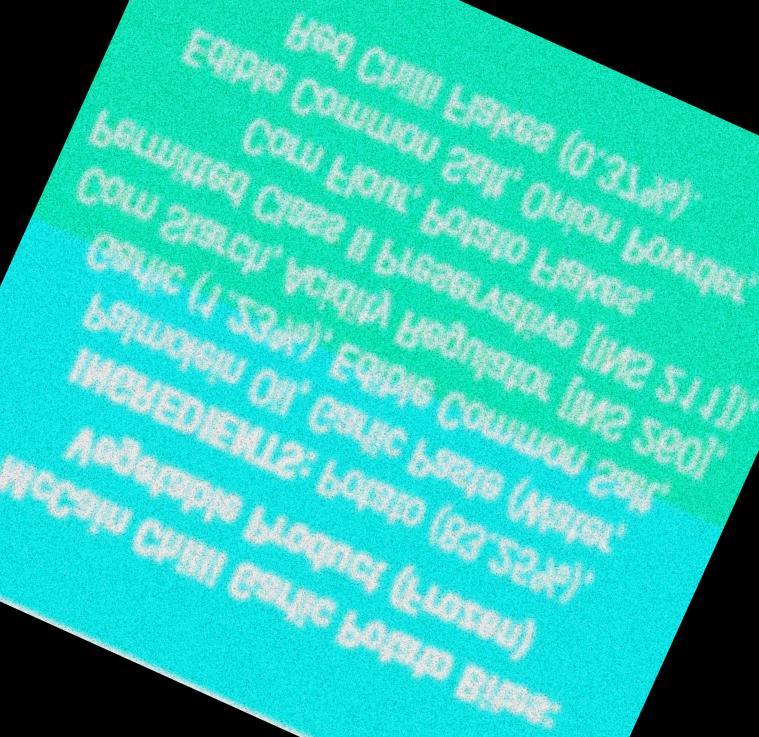 McCain Chilli Garlic Potato Bites:
Vegetable Product (Frozen)
INGREDIENTS: Potato (83.25%),
Palmolein Oil, Garlic Paste (Water,
Garlic (1.23%), Edible Common Salt,
Corn Starch, Acidity Regulator [INS 260],
Permitted Class II Preservative [INS 211]),
Corn Flour, Potato Flakes,
Edible Common Salt, Onion Powder,
Red Chilli Flakes (0.37%).